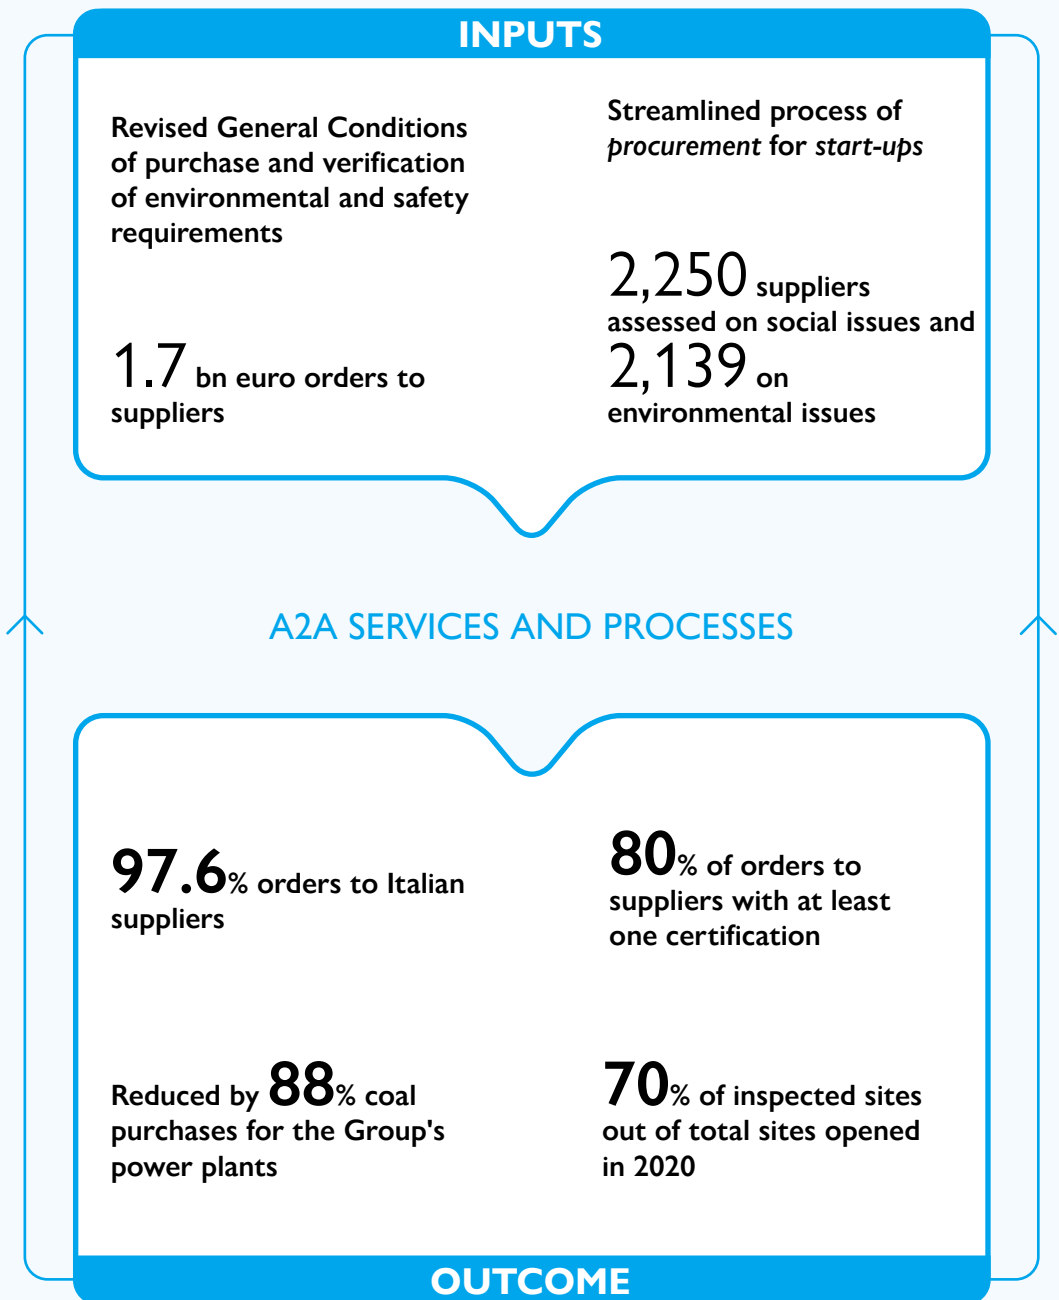 INPUTS
Revised General Conditions
of purchase and verification
of environmental and safety
requirements
Streamlined process of
procurement for start-ups
1.7 bn euro orders to
suppliers
2,250 suppliers
assessed on social issues and
2,139 on
environmental issues
A2A SERVICES AND PROCESSES
97.6% orders to Italian
suppliers
80% of orders to
suppliers with at least
one certification
Reduced by 88% coal
purchases for the Group's
power plants
70% of inspected sites
out of total sites opened
in 2020
OUTCOME